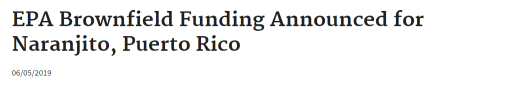 EPA Brownfield Funding Announced for
Naranjito, Puerto Rico
06/05/2019